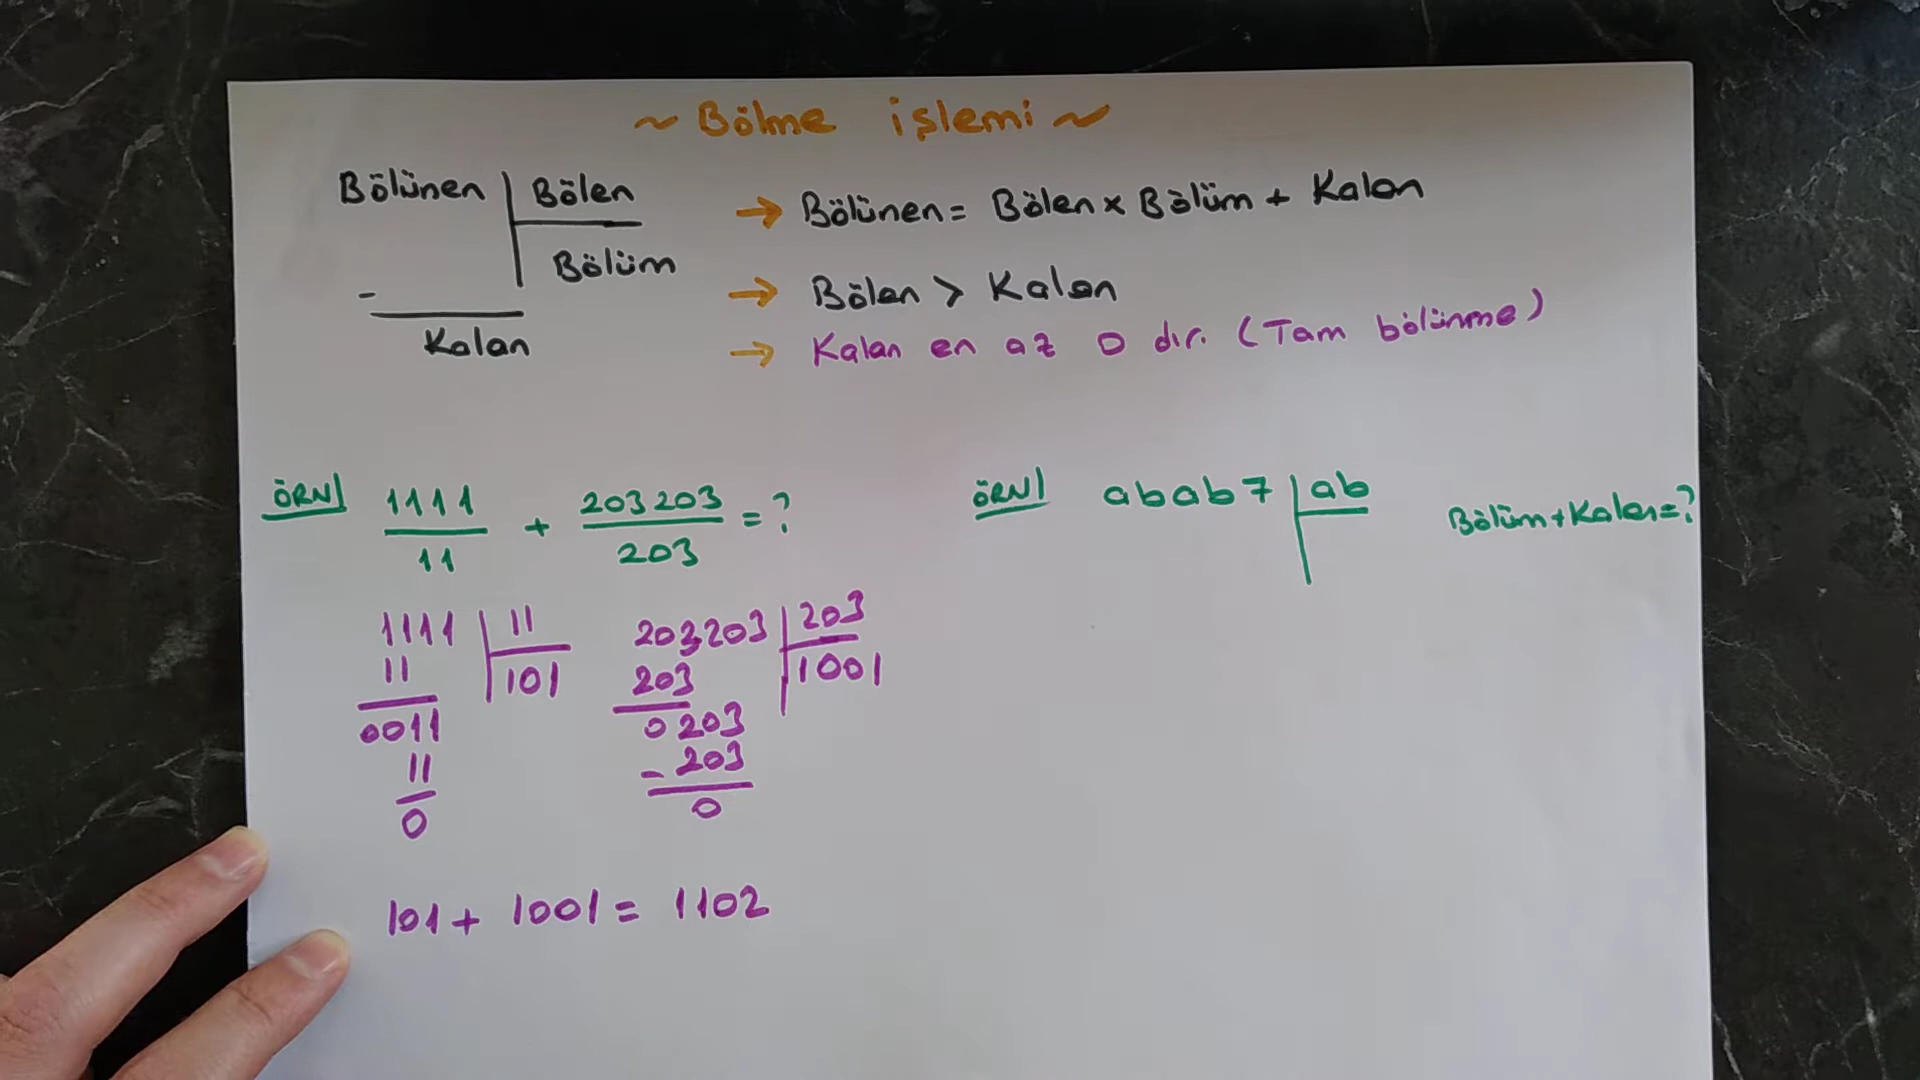 ~ Bölme işlemi ~
Bölünen | Bölen
Bölüm
-
Kalan
→ Bölünen = Bölen x Bölüm + Kalan
→ Bölen > Kalan
→ Kalan en az 0 dır. (Tam bölünme)
ÖRN| 1111/11 + 203203/203 = ?
1111 | 11
11 | 101
0011
11
0
203203 | 203
203 | 1001
0203
- 203
0
101 + 1001 = 1102
ÖRN| abab7 | ab
Bölüm+Kalan=?